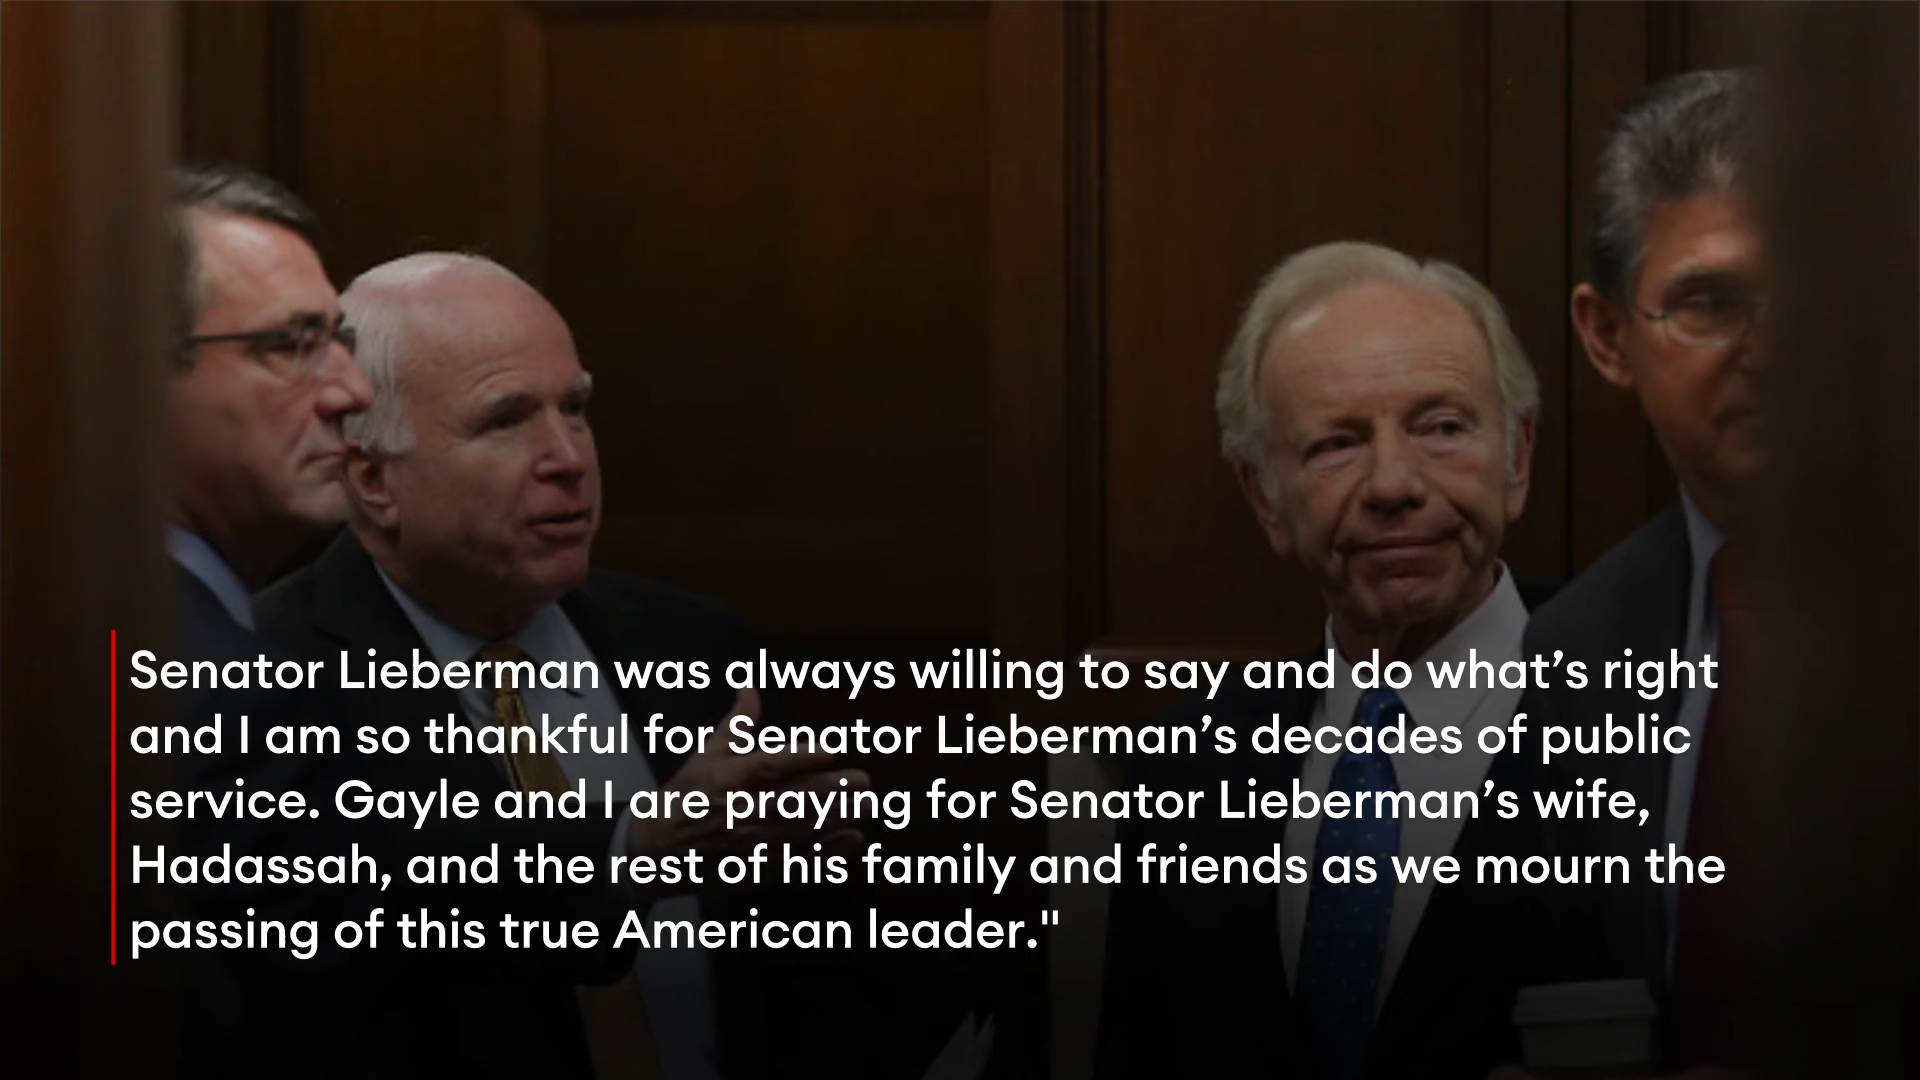 Senator Lieberman was always willing to say and do what’s right
and I am so thankful for Senator Lieberman’s decades of public
service. Gayle and I are praying for Senator Lieberman’s wife,
Hadassah, and the rest of his family and friends as we mourn the
passing of this true American leader."